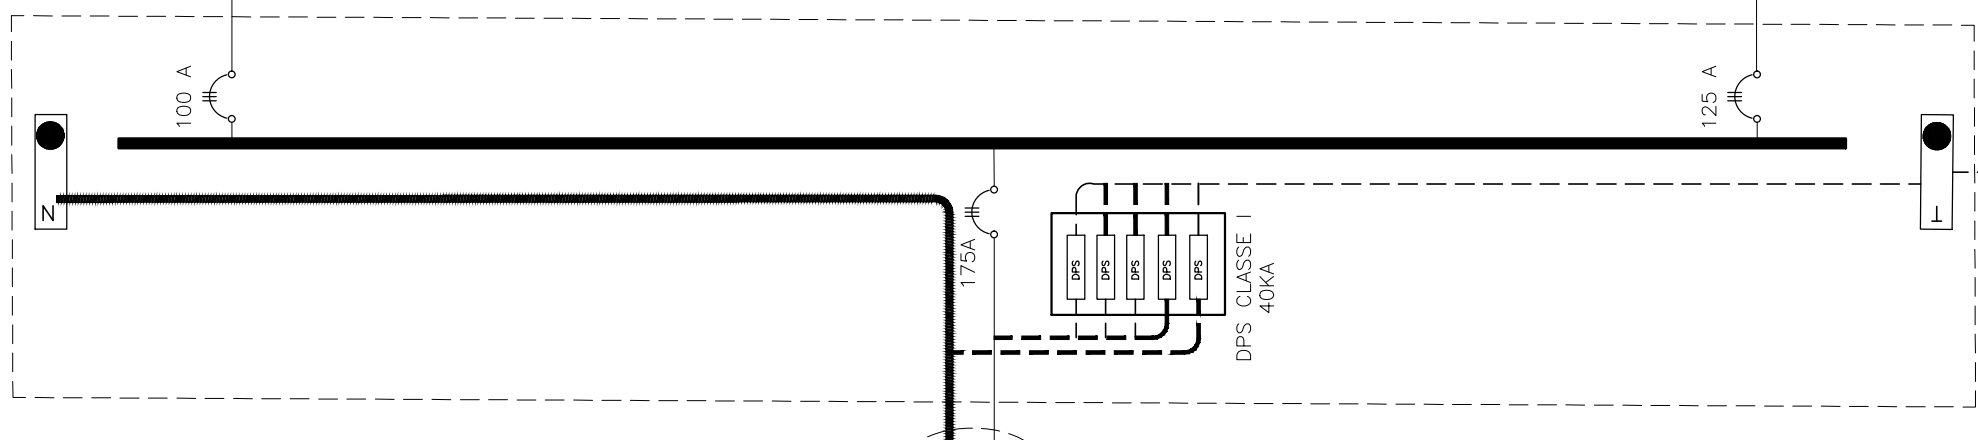 100 A
125 A
N
175A
DPS
DPS
DPS
DPS
DPS
DPS CLASSE I
40KA